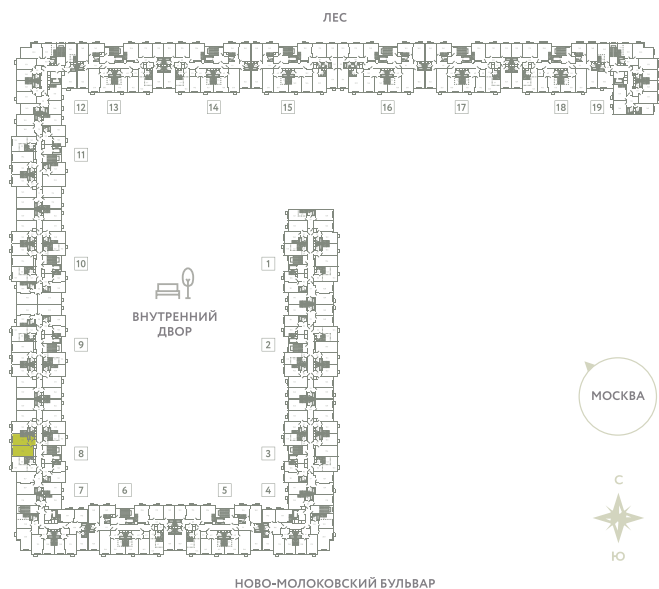 ЛЕС
12 13 14 15 16 17 18 19
11
10 1
ВНУТРЕННИЙ
ДВОР
9 2
МОСКВА
8 3
С
7 6 5 4
Ю
НОВО-МОЛОКОВСКИЙ БУЛЬВАР